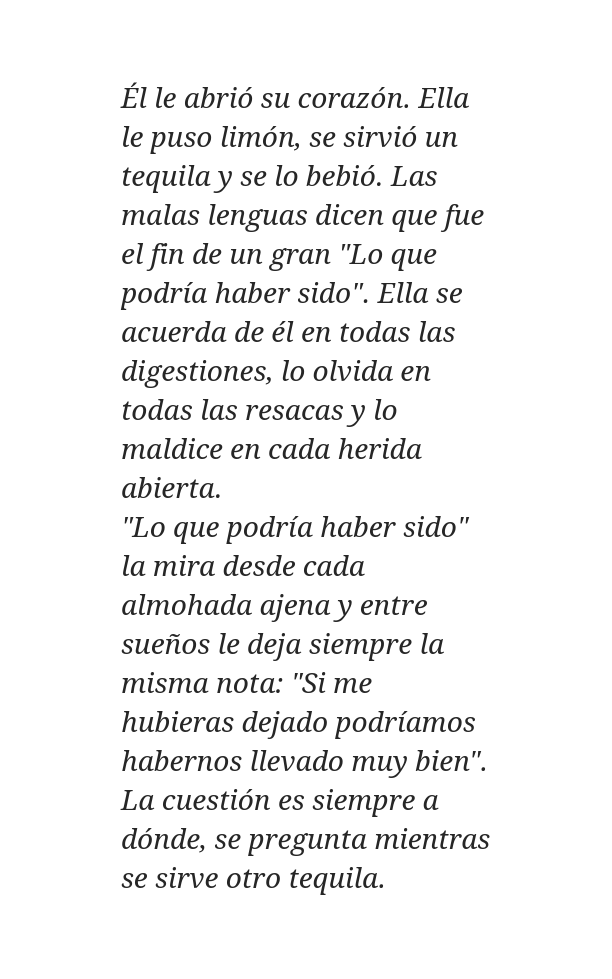 Él le abrió su corazón. Ella
le puso limón, se sirvió un
tequila y se lo bebió. Las
malas lenguas dicen que fue
el fin de un gran "Lo que
podría haber sido". Ella se
acuerda de él en todas las
digestiones, lo olvida en
todas las resacas y lo
maldice en cada herida
abierta.
"Lo que podría haber sido"
la mira desde cada
almohada ajena y entre
sueños le deja siempre la
misma nota: "Si me
hubieras dejado podríamos
habernos llevado muy bien".
La cuestión es siempre a
dónde, se pregunta mientras
se sirve otro tequila.